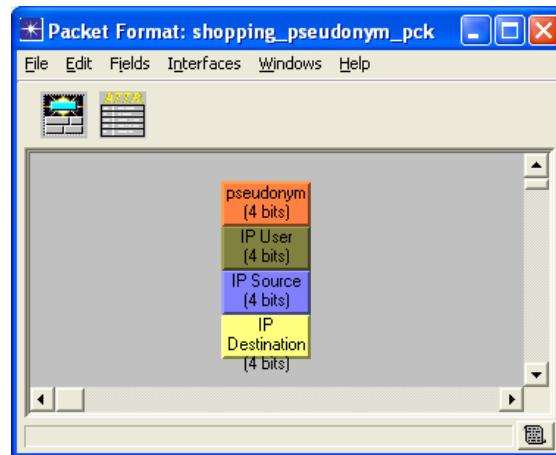 Packet Format: shopping_pseudonym_pck
File Edit Fields Interfaces Windows Help
pseudonym
(4 bits)
IP User
(4 bits)
IP Source
(4 bits)
IP
Destination
(4 bits)